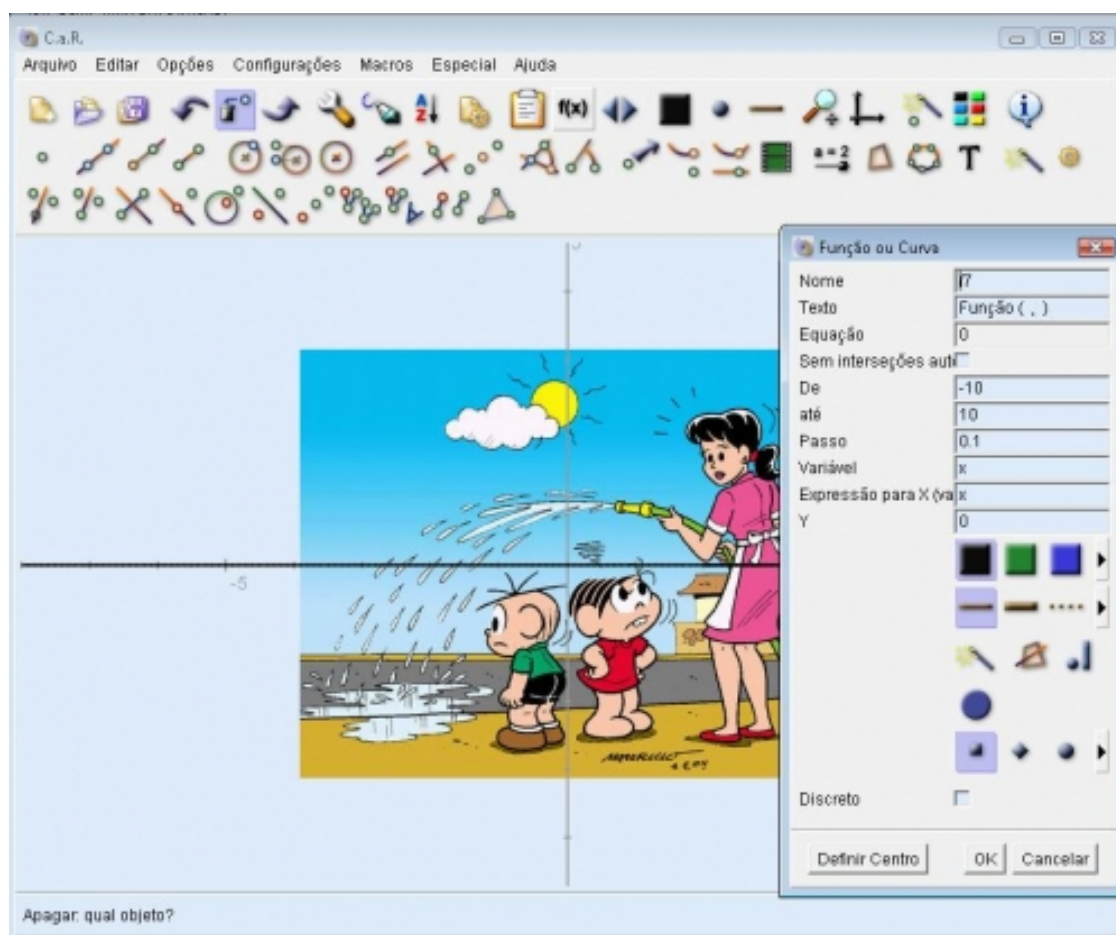 C.a.R.
Arquivo Editar Opções Configurações Macros Especial Ajuda
f(x)
a=2
T
-5
Função ou Curva
Nome f7
Texto Função ( , )
Equação 0
Sem interseções aut
De -10
até 10
Passo 0.1
Variável x
Expressão para X (va x
Y 0
Discreto
Definir Centro OK Cancelar
Apagar: qual objeto?